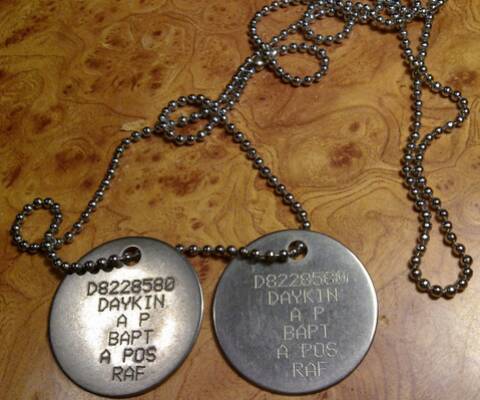 D8228580
DAYKIN
A P
BAPT
A POS
RAF
D8228580
DAYKIN
A P
BAPT
A POS
RAF